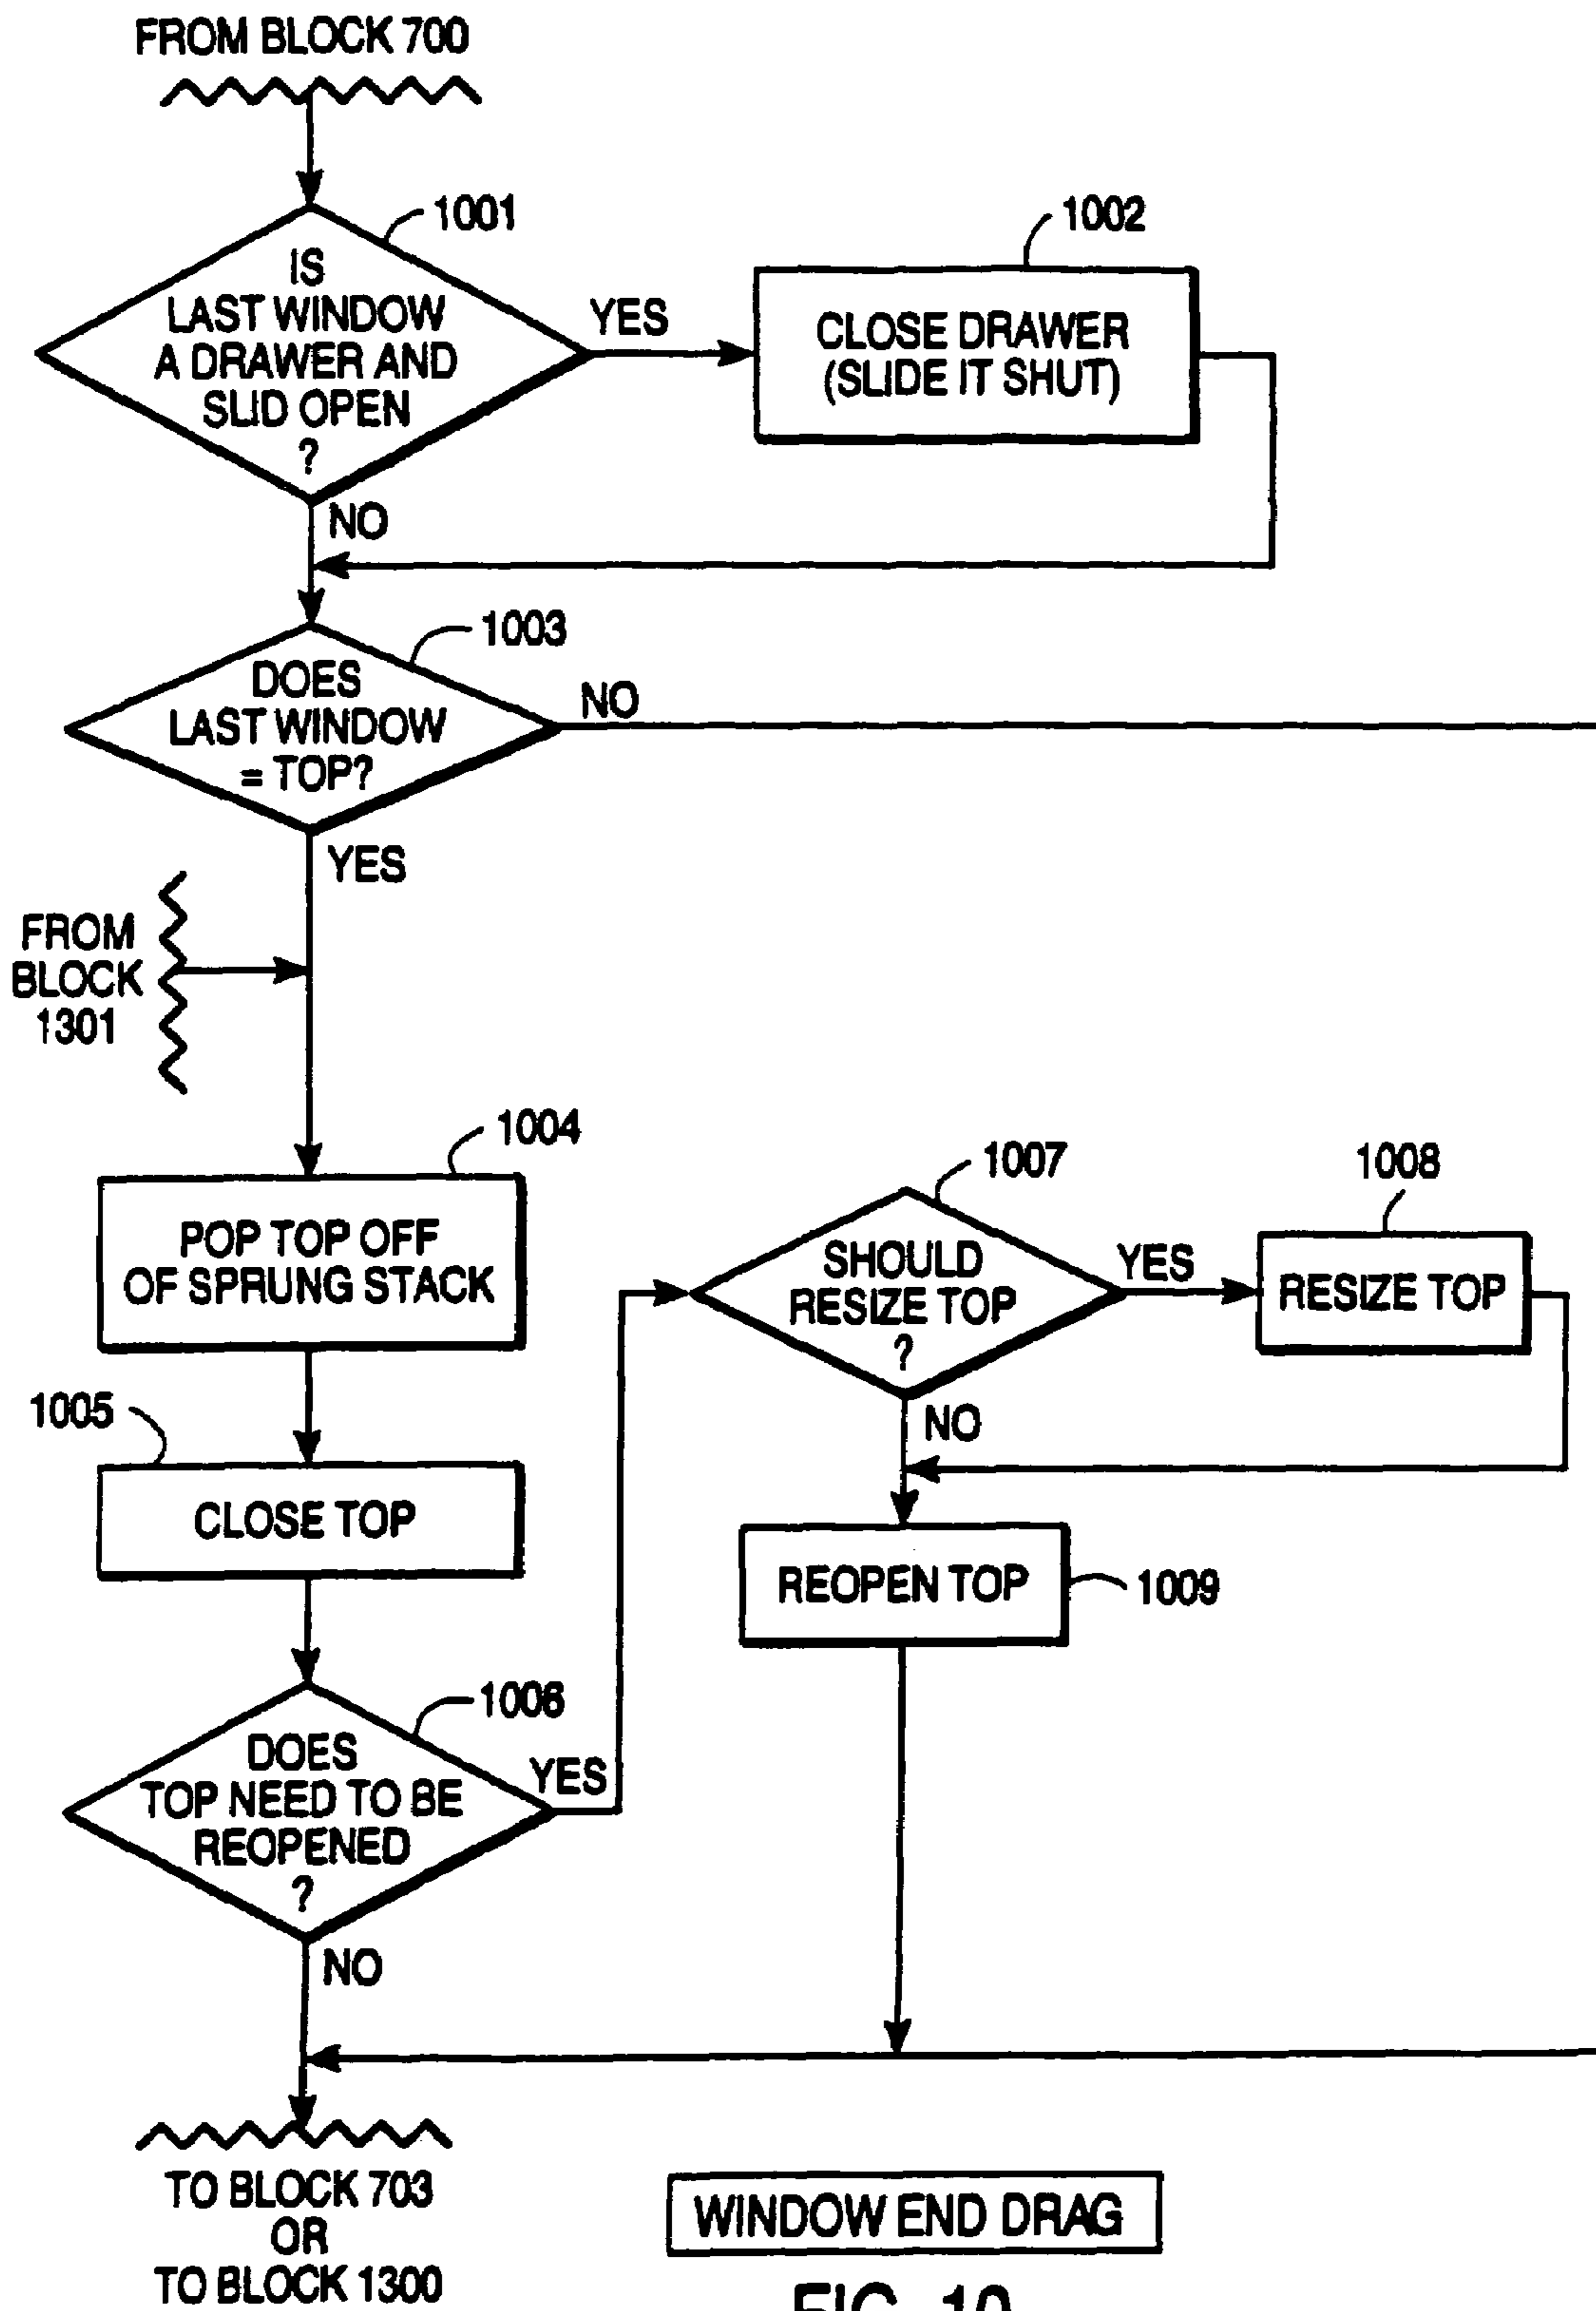 FROM BLOCK 700
1001
IS
LAST WINDOW
A DRAWER AND
SLID OPEN
?
YES
NO
1002
CLOSE DRAWER
(SLIDE IT SHUT)
1003
DOES
LAST WINDOW
= TOP?
NO
YES
FROM
BLOCK
1301
1004
POP TOP OFF
OF SPRUNG STACK
1005
CLOSE TOP
1006
DOES
TOP NEED TO BE
REOPENED
?
YES
NO
1007
SHOULD
RESIZE TOP
?
YES
NO
1008
RESIZE TOP
REOPEN TOP
1009
TO BLOCK 703
OR
TO BLOCK 1300
WINDOW END DRAG
FIG. 10